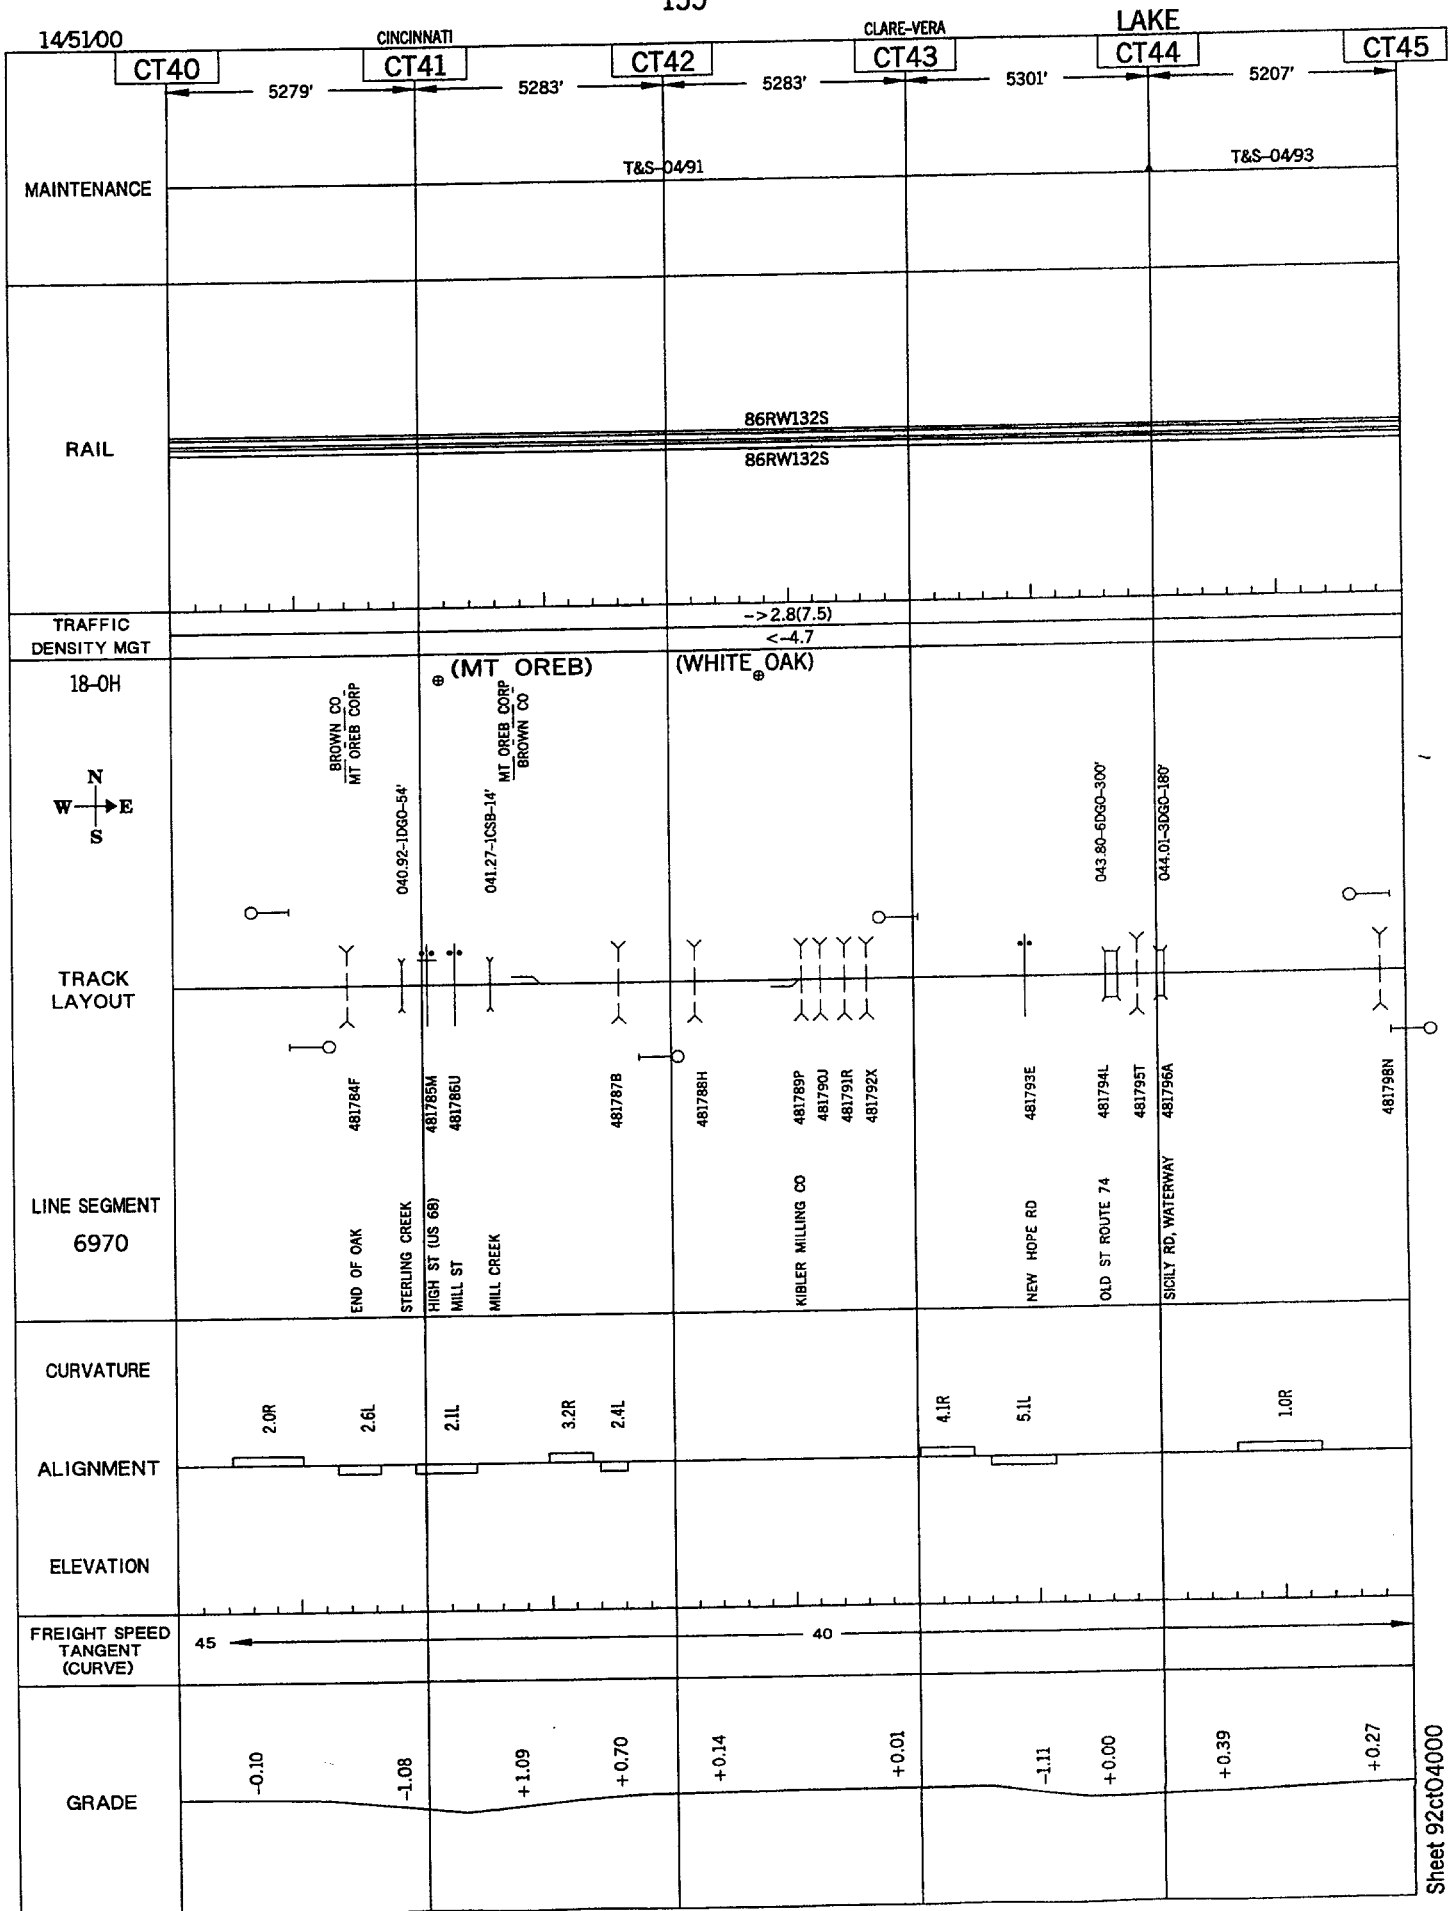 14/51/00
CINCINNATI
CLARE-VERA
LAKE
CT40
CT41
CT42
CT43
CT44
CT45
5279'
5283'
5283'
5301'
5207'
MAINTENANCE
T&S-04/91
T&S-04/93
RAIL
86RW132S
86RW132S
TRAFFIC
DENSITY MGT
->2.8(7.5)
<-4.7
18-OH
(MT OREB)
(WHITE OAK)
BROWN CO
MT OREB CORP
MT OREB CORP
BROWN CO
N
W
E
S
040.92-1DGO-54'
041.27-1CSB-14'
043.80-6DGO-300'
044.01-3DGO-180'
TRACK
LAYOUT
481784F
481785M
481786U
481787B
481788H
481789P
481790J
481791R
481792X
481793E
481794L
481795T
481796A
481798N
LINE SEGMENT
6970
END OF OAK
STERLING CREEK
HIGH ST (US 68)
MILL ST
MILL CREEK
KIBLER MILLING CO
NEW HOPE RD
OLD ST ROUTE 74
SICILY RD, WATERWAY
CURVATURE
2.0R
2.6L
2.1L
3.2R
2.4L
4.1R
5.1L
1.0R
ALIGNMENT
ELEVATION
FREIGHT SPEED
TANGENT
(CURVE)
45
40
GRADE
-0.10
-1.08
+1.09
+0.70
+0.14
+0.01
-1.11
+0.00
+0.39
+0.27
Sheet 92ct04000